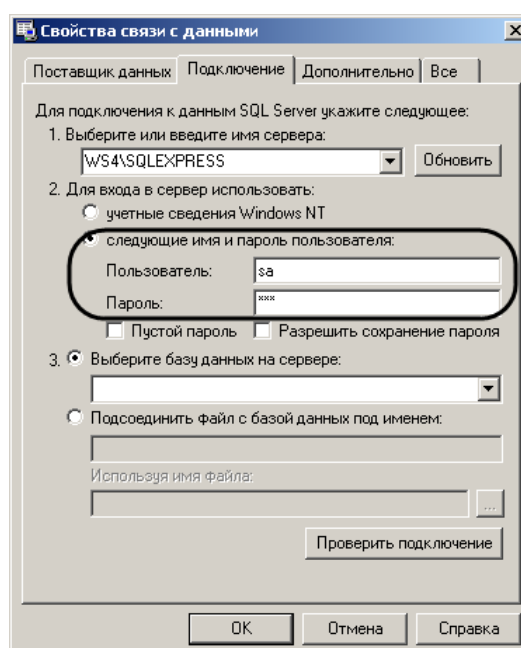 Свойства связи с данными
Поставщик данных Подключение Дополнительно Все
Для подключения к данным SQL Server укажите следующее:
1. Выберите или введите имя сервера:
WS4\SQLEXPRESS Обновить
2. Для входа в сервер использовать:
учетные сведения Windows NT
следующие имя и пароль пользователя:
Пользователь: sa
Пароль: ***
Пустой пароль Разрешить сохранение пароля
3. Выберите базу данных на сервере:
Подсоединить файл с базой данных под именем:
Используя имя файла:
...
Проверить подключение
OK Отмена Справка